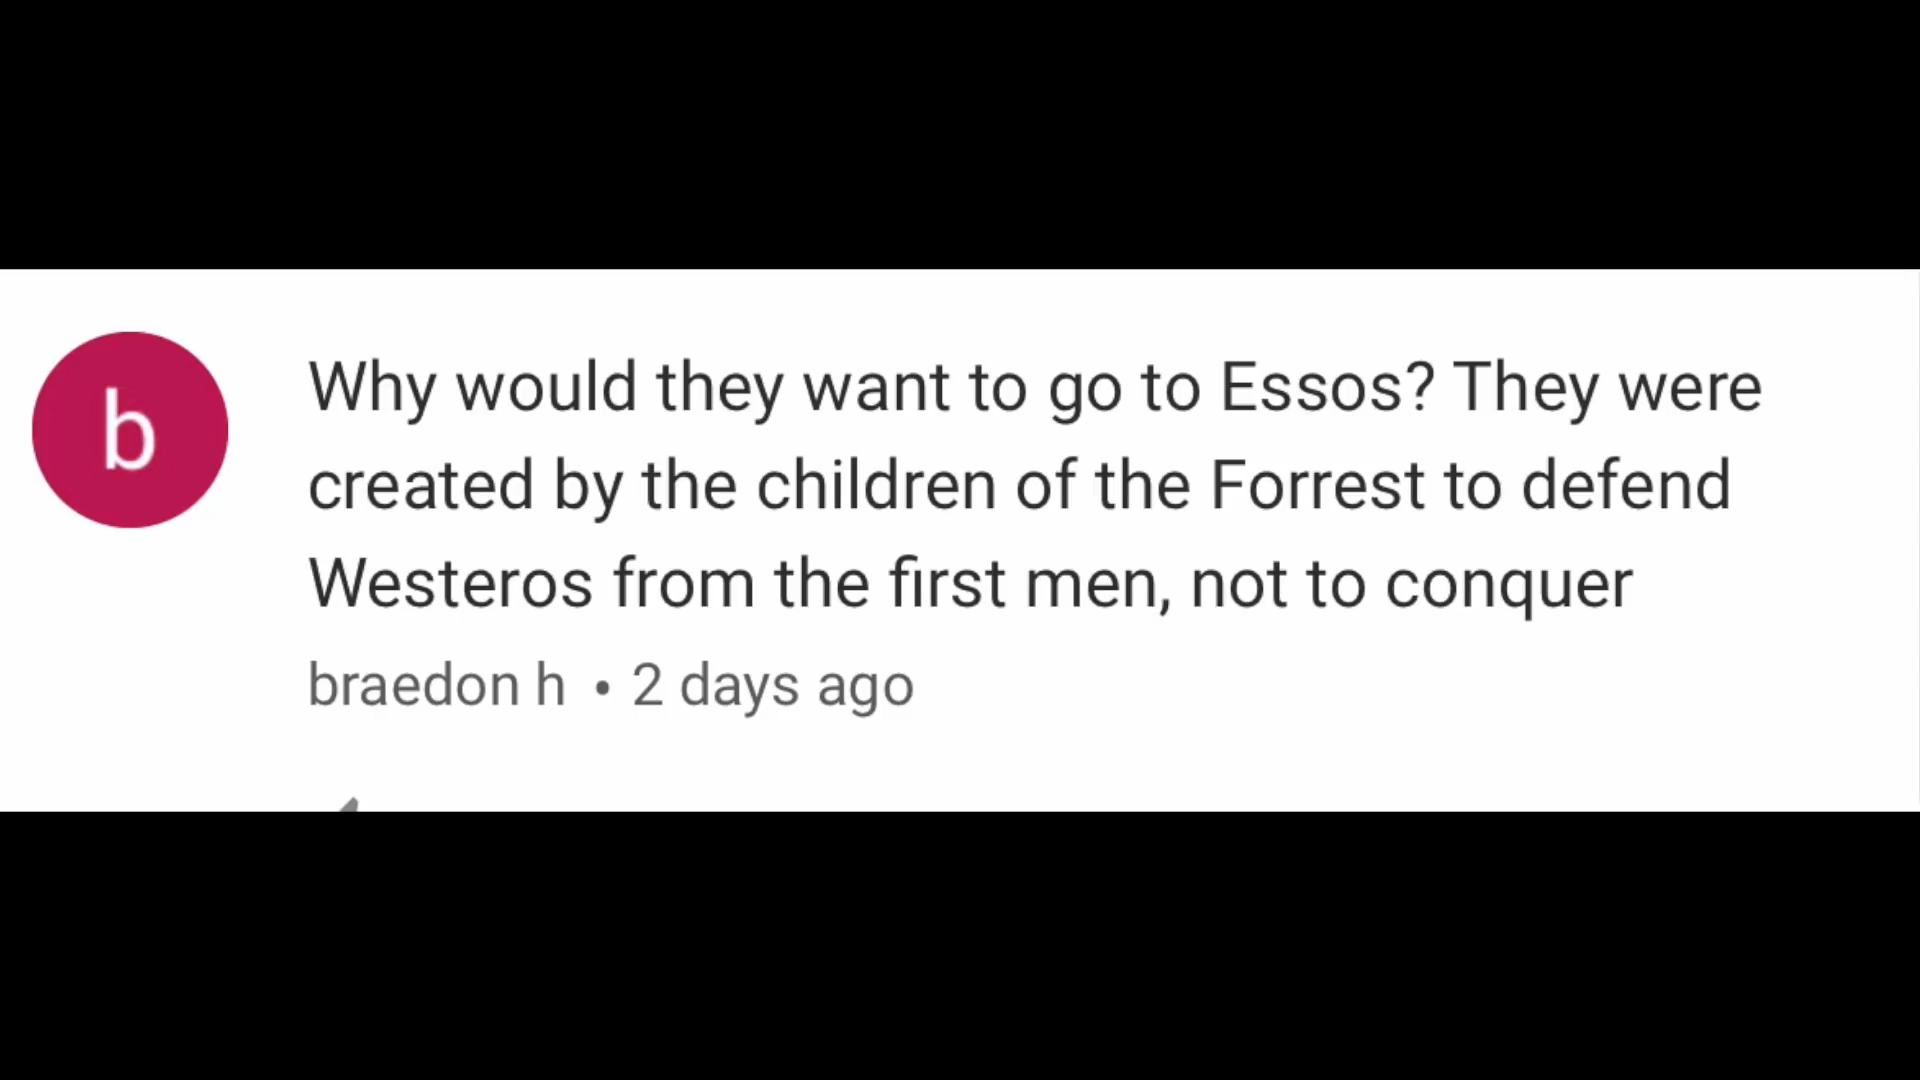 b
Why would they want to go to Essos? They were
created by the children of the Forrest to defend
Westeros from the first men, not to conquer
braedon h • 2 days ago